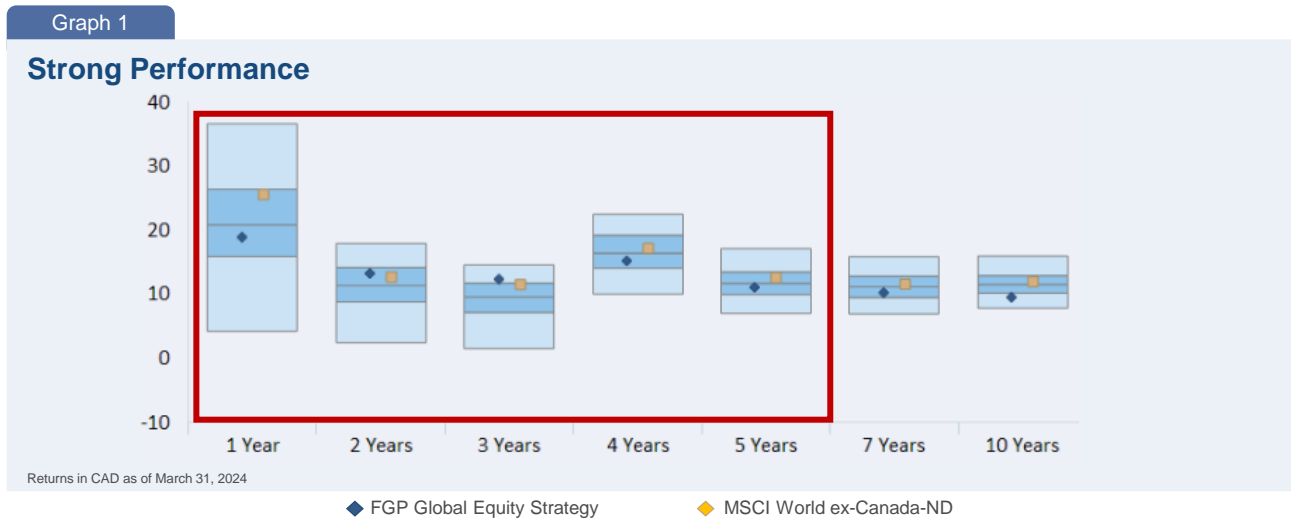 Graph 1
Strong Performance
40
30
20
10
0
-10
1 Year 2 Years 3 Years 4 Years 5 Years 7 Years 10 Years
Returns in CAD as of March 31, 2024
FGP Global Equity Strategy MSCI World ex-Canada-ND